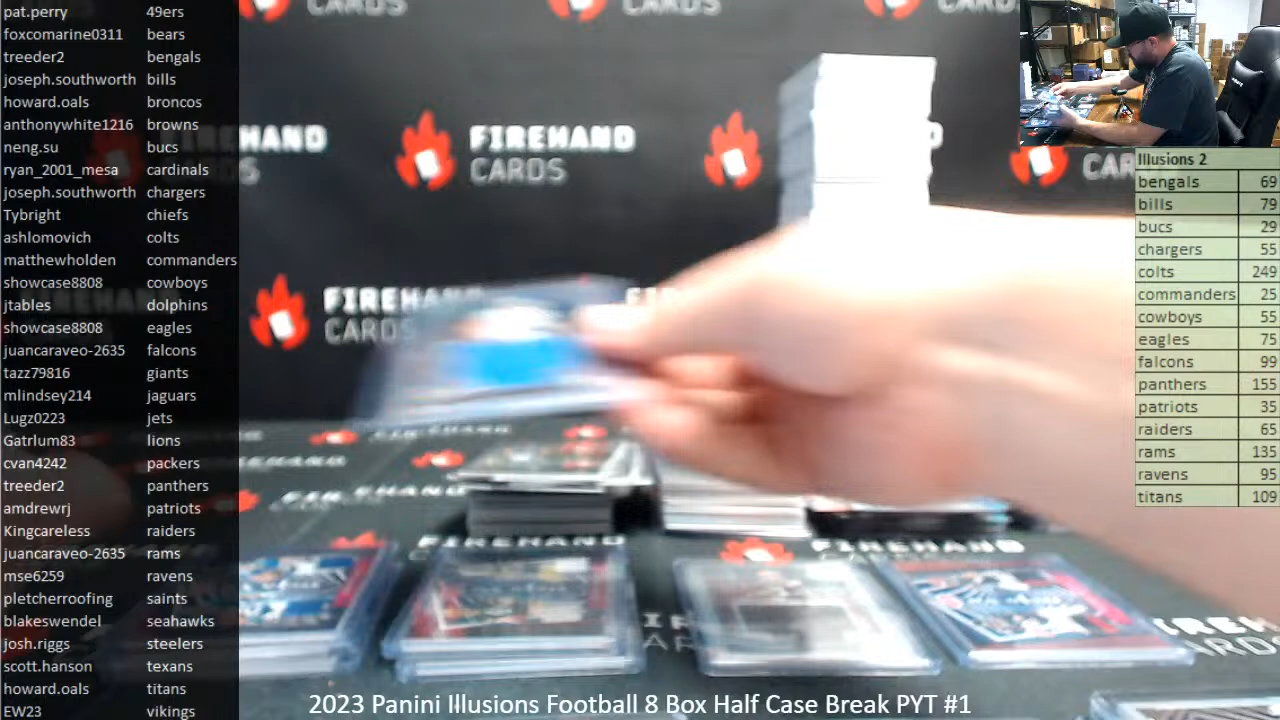 pat.perry 49ers
foxcomarine0311 bears
treeder2 bengals
joseph.southworth bills
howard.oals broncos
anthonywhite1216 browns
neng.su bucs
ryan_2001_mesa cardinals
joseph.southworth chargers
Tybright chiefs
ashlomovich colts
matthewholden commanders
showcase8808 cowboys
jtables dolphins
showcase8808 eagles
juancaraveo-2635 falcons
tazz79816 giants
mlindsey214 jaguars
Lugz0223 jets
Gatrlum83 lions
cvan4242 packers
treeder2 panthers
amdrewrj patriots
Kingcareless raiders
juancaraveo-2635 rams
mse6259 ravens
pletcherroofing saints
blakeswendel seahawks
josh.riggs steelers
scott.hanson texans
howard.oals titans
EW23 vikings
CARDS
CARDS
FIREHAND
CARDS
FIREHAND
CARDS
FIREHAND
FIREHAND
Illusions 2
bengals 69
bills 79
bucs 29
chargers 55
colts 249
commanders 25
cowboys 55
eagles 75
falcons 99
panthers 155
patriots 35
raiders 65
rams 135
ravens 95
titans 109
2023 Panini Illusions Football 8 Box Half Case Break PYT #1